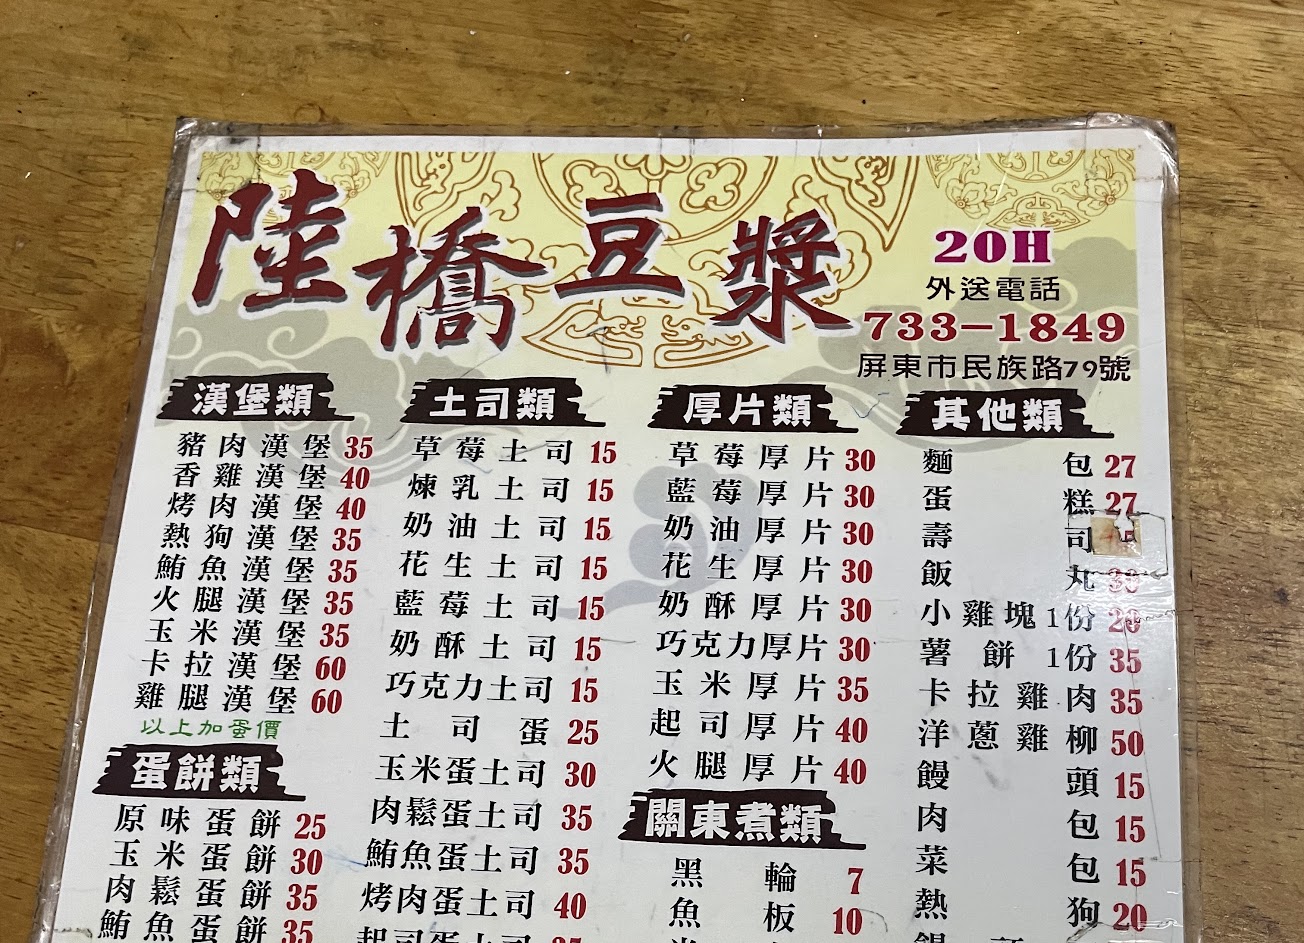 陸橋豆漿
20H
外送電話
733-1849
屏東市民族路79號
漢堡類
豬肉漢堡 35
香雞漢堡 40
烤肉漢堡 40
熱狗漢堡 35
鮪魚漢堡 35
火腿漢堡 35
玉米漢堡 35
卡拉漢堡 60
雞腿漢堡 60
以上加蛋價
蛋餅類
原味蛋餅 25
玉米蛋餅 30
肉鬆蛋餅 35
鮪魚蛋餅 35
土司類
草莓土司 15
煉乳土司 15
奶油土司 15
花生土司 15
藍莓土司 15
奶酥土司 15
巧克力土司 15
土司蛋 25
玉米蛋土司 30
肉鬆蛋土司 35
鮪魚蛋土司 35
烤肉蛋土司 40
起司蛋土司 35
厚片類
草莓厚片 30
藍莓厚片 30
奶油厚片 30
花生厚片 30
奶酥厚片 30
巧克力厚片 30
玉米厚片 35
起司厚片 40
火腿厚片 40
關東煮類
黑輪 7
魚板 10
其他類
麵包 27
蛋糕 27
壽司
飯丸 30
小雞塊1份 20
薯餅1份 35
卡拉雞肉 35
洋蔥雞柳 50
饅頭 15
肉包 15
菜包 15
熱狗 20